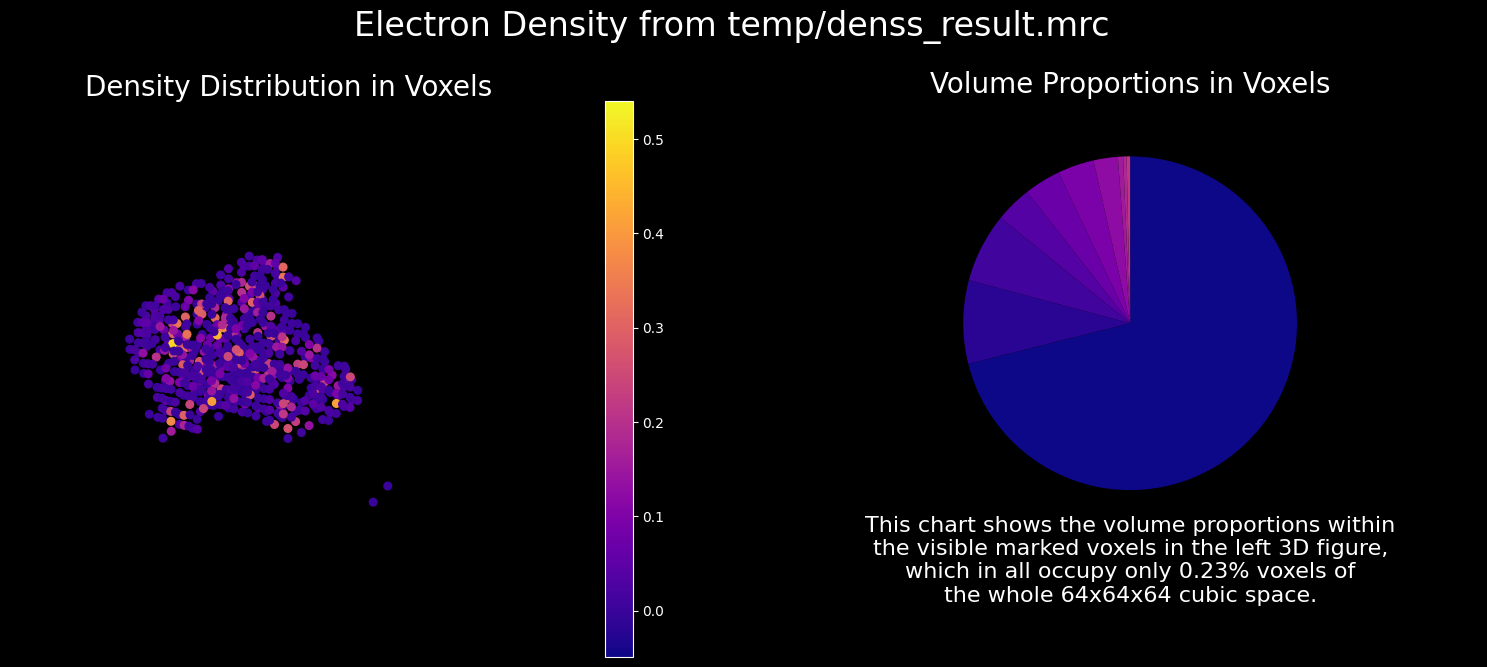 Electron Density from temp/denss_result.mrc
Density Distribution in Voxels
0.5
0.4
0.3
0.2
0.1
0.0
Volume Proportions in Voxels
This chart shows the volume proportions within
the visible marked voxels in the left 3D figure,
which in all occupy only 0.23% voxels of
the whole 64x64x64 cubic space.